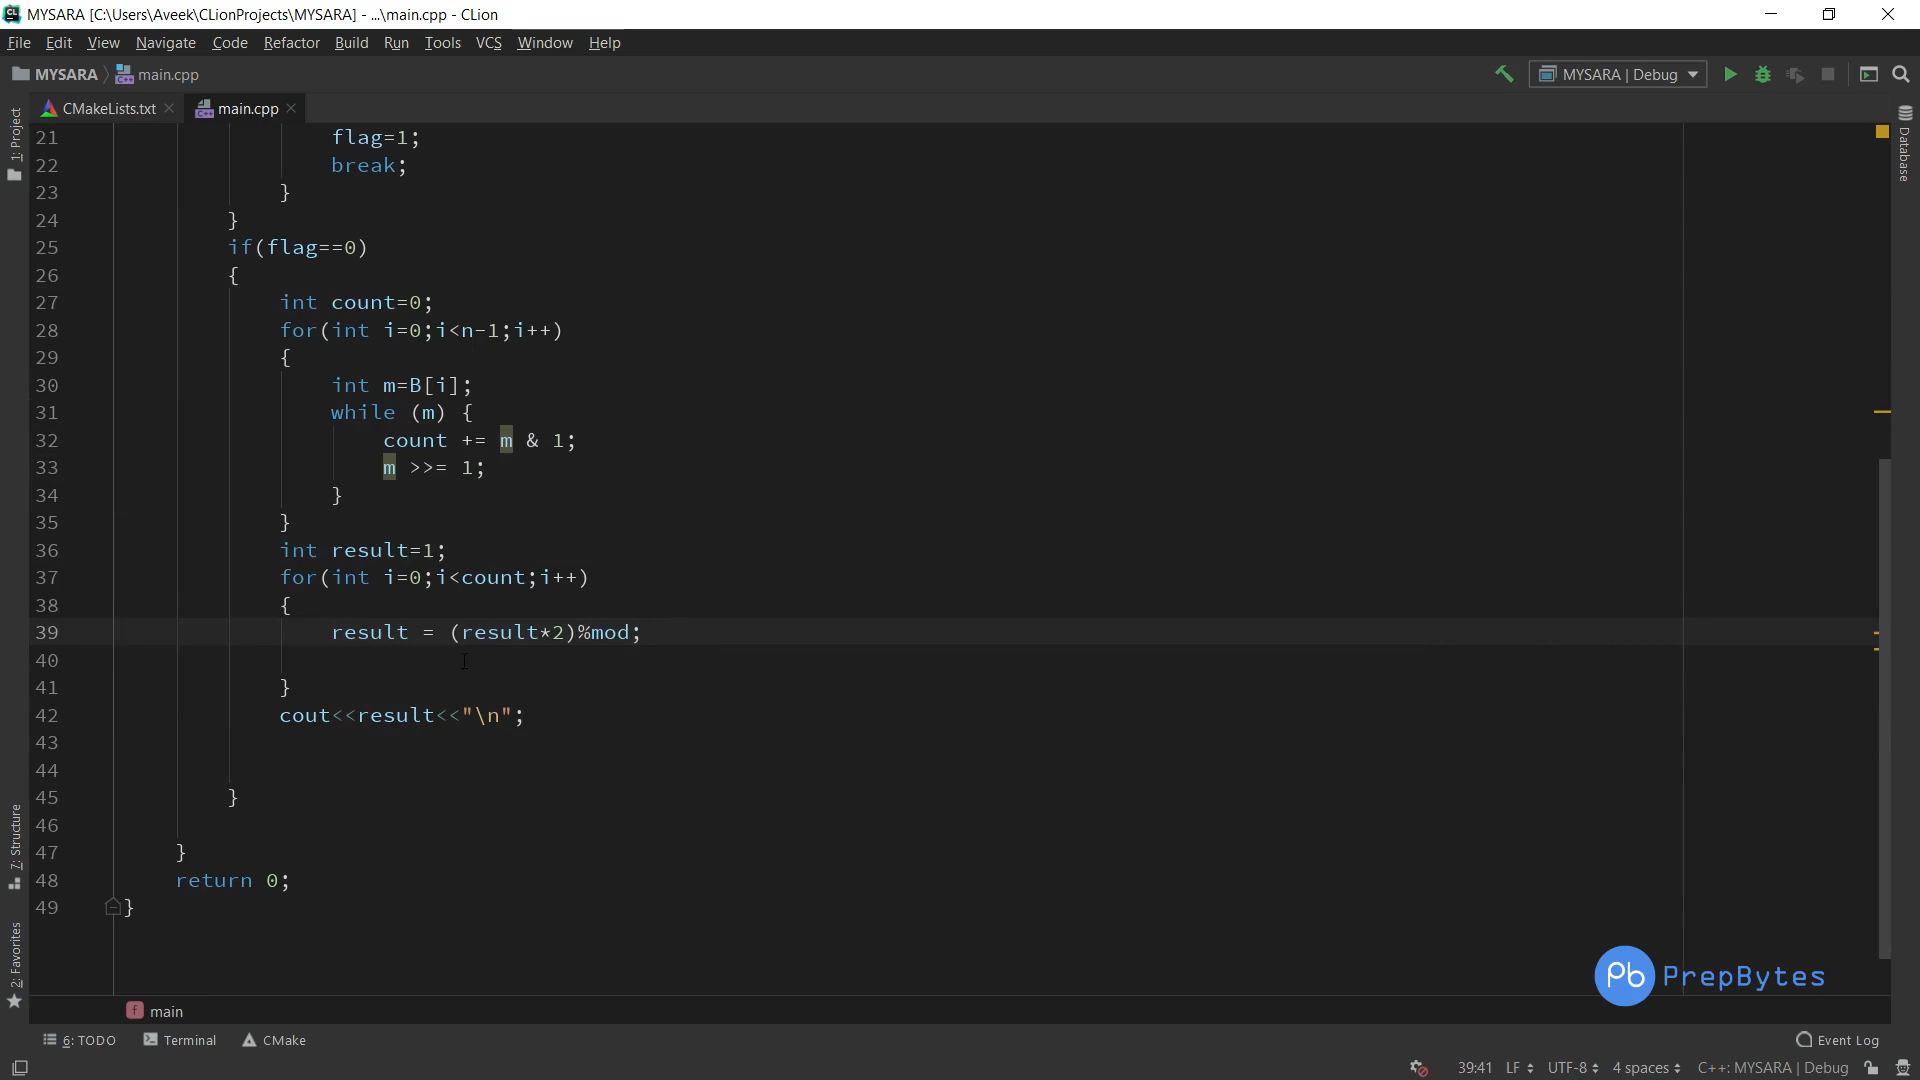 MYSARA [C:\Users\Aveek\CLionProjects\MYSARA] - ...\main.cpp - CLion
File Edit View Navigate Code Refactor Build Run Tools VCS Window Help
MYSARA main.cpp MYSARA | Debug
CMakeLists.txt main.cpp
1: Project
Database
21 flag=1;
22 break;
23 }
24 }
25 if(flag==0)
26 {
27 int count=0;
28 for(int i=0;i<n-1;i++)
29 {
30 int m=B[i];
31 while (m) {
32 count += m & 1;
33 m >>= 1;
34 }
35 }
36 int result=1;
37 for(int i=0;i<count;i++)
38 {
39 result = (result*2)%mod;
40
41 }
42 cout<<result<<"\n";
43
44
45 }
46
47 }
48 return 0;
49 }
7: Structure
2: Favorites
Pb PrepBytes
f main
6: TODO Terminal CMake Event Log
39:41 LF UTF-8 4 spaces C++: MYSARA | Debug